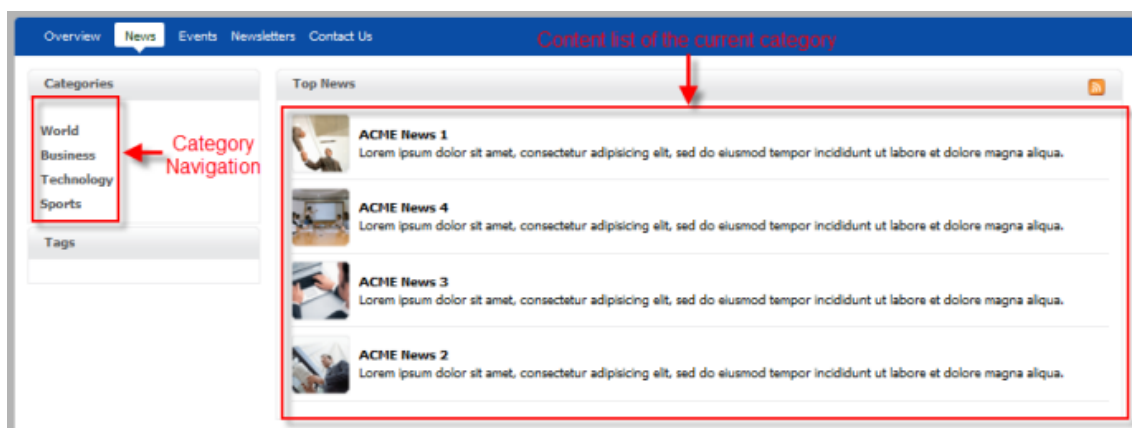 Overview News Events Newsletters Contact Us
Content list of the current category
Categories
World
Business
Technology
Sports
Category
Navigation
Tags
Top News
ACME News 1
Lorem ipsum dolor sit amet, consectetur adipisicing elit, sed do eiusmod tempor incididunt ut labore et dolore magna aliqua.
ACME News 4
Lorem ipsum dolor sit amet, consectetur adipisicing elit, sed do eiusmod tempor incididunt ut labore et dolore magna aliqua.
ACME News 3
Lorem ipsum dolor sit amet, consectetur adipisicing elit, sed do eiusmod tempor incididunt ut labore et dolore magna aliqua.
ACME News 2
Lorem ipsum dolor sit amet, consectetur adipisicing elit, sed do eiusmod tempor incididunt ut labore et dolore magna aliqua.